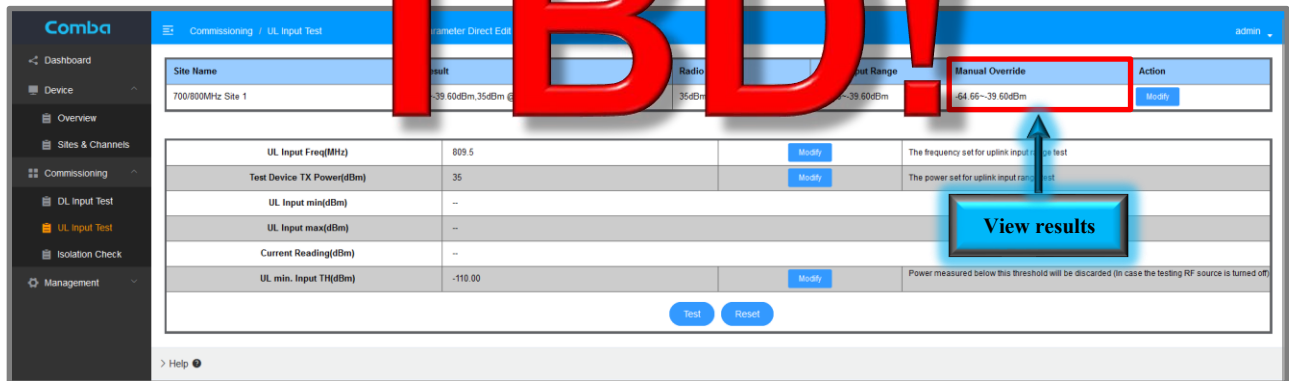 TBD!
Comba
Commissioning / UL Input Test
Parameter Direct Edit
admin
Dashboard
Device
Overview
Sites & Channels
Commissioning
DL Input Test
UL Input Test
Isolation Check
Management
Site Name Radio Range Manual Override Action
700/800MHz Site 1 -39.60dBm,35dBm @ 35dBm ~-39.60dBm -64.66~-39.60dBm Modify
UL Input Freq(MHz) 809.5 Modify The frequency set for uplink input range test
Test Device TX Power(dBm) 35 Modify The power set for uplink input range test
UL Input min(dBm) --
UL Input max(dBm) --
View results
Current Reading(dBm) --
UL min. Input TH(dBm) -110.00 Modify Power measured below this threshold will be discarded (in case the testing RF source is turned off)
Test Reset
> Help